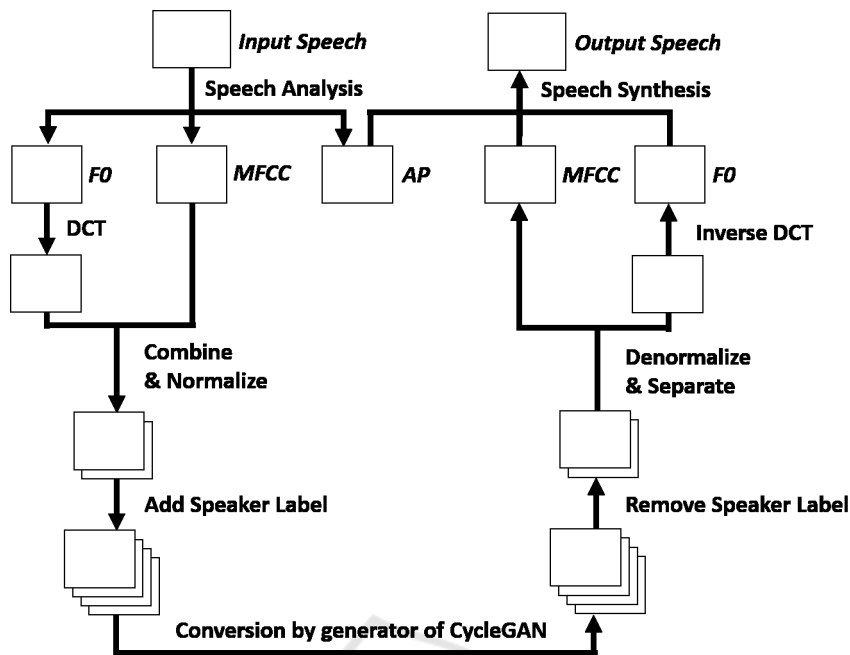 Input Speech
Output Speech
Speech Analysis
Speech Synthesis
F0
MFCC
AP
MFCC
F0
DCT
Inverse DCT
Combine
& Normalize
Denormalize
& Separate
Add Speaker Label
Remove Speaker Label
Conversion by generator of CycleGAN